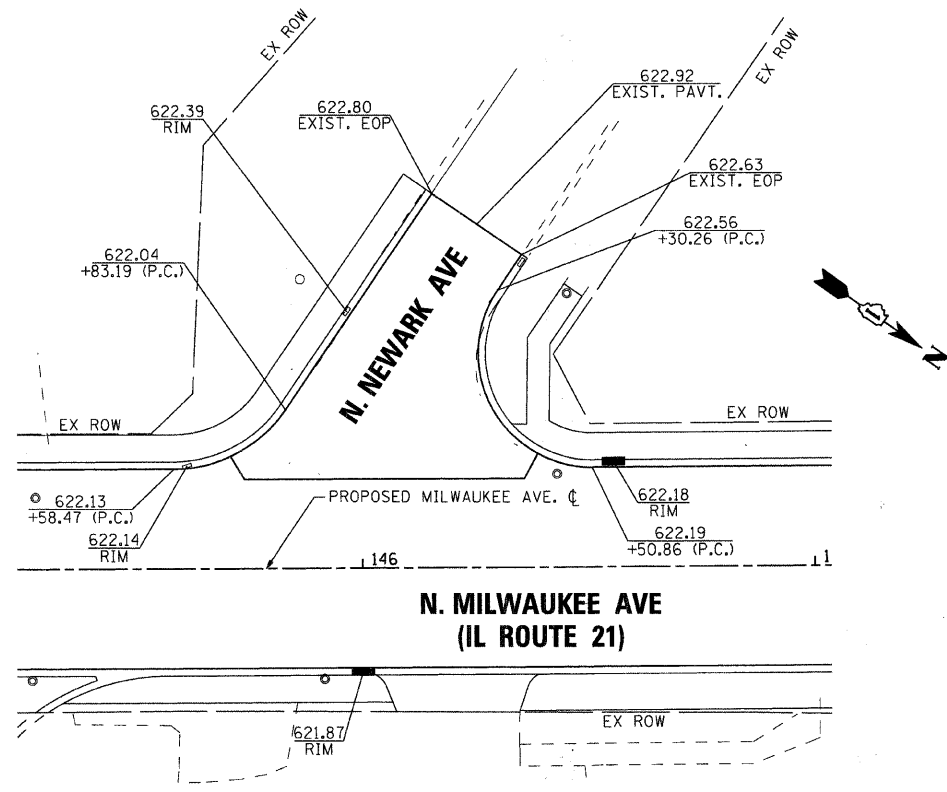 EX ROW
EX ROW
622.92
EXIST. PAVT.
622.39
RIM
622.80
EXIST. EOP
622.63
EXIST. EOP
622.56
+30.26 (P.C.)
622.04
+83.19 (P.C.)
N. NEWARK AVE
N
EX ROW
EX ROW
622.13
+58.47 (P.C.)
622.14
RIM
PROPOSED MILWAUKEE AVE. ℄
622.18
RIM
622.19
+50.86 (P.C.)
146
1
N. MILWAUKEE AVE
(IL ROUTE 21)
621.87
RIM
EX ROW